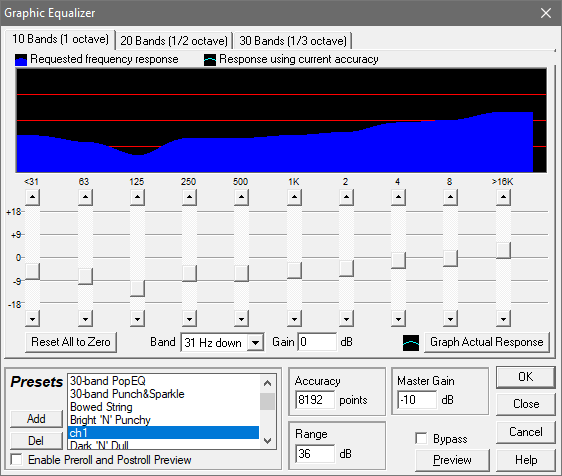 Graphic Equalizer
10 Bands (1 octave) 20 Bands (1/2 octave) 30 Bands (1/3 octave)
Requested frequency response Response using current accuracy
<31 63 125 250 500 1K 2 4 8 >16K
+18
+9
0
-9
-18
Reset All to Zero Band 31 Hz down Gain 0 dB Graph Actual Response
Presets
30-band PopEQ
30-band Punch&Sparkle
Bowed String
Bright 'N' Punchy
ch1
Dark 'N' Dull
Add
Del
Enable Preroll and Postroll Preview
Accuracy
8192 points
Range
36 dB
Master Gain
-10 dB
Bypass
Preview
OK
Close
Cancel
Help